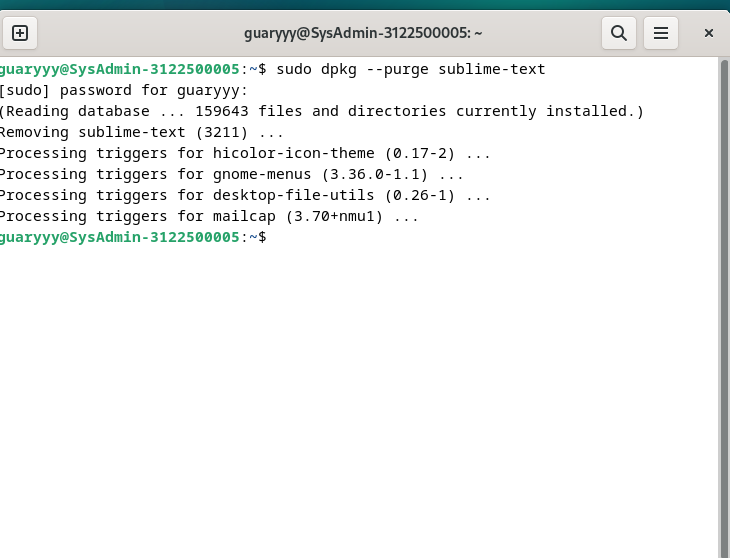 guaryyy@SysAdmin-3122500005: ~
guaryyy@SysAdmin-3122500005:~$ sudo dpkg --purge sublime-text
[sudo] password for guaryyy:
(Reading database ... 159643 files and directories currently installed.)
Removing sublime-text (3211) ...
Processing triggers for hicolor-icon-theme (0.17-2) ...
Processing triggers for gnome-menus (3.36.0-1.1) ...
Processing triggers for desktop-file-utils (0.26-1) ...
Processing triggers for mailcap (3.70+nmu1) ...
guaryyy@SysAdmin-3122500005:~$